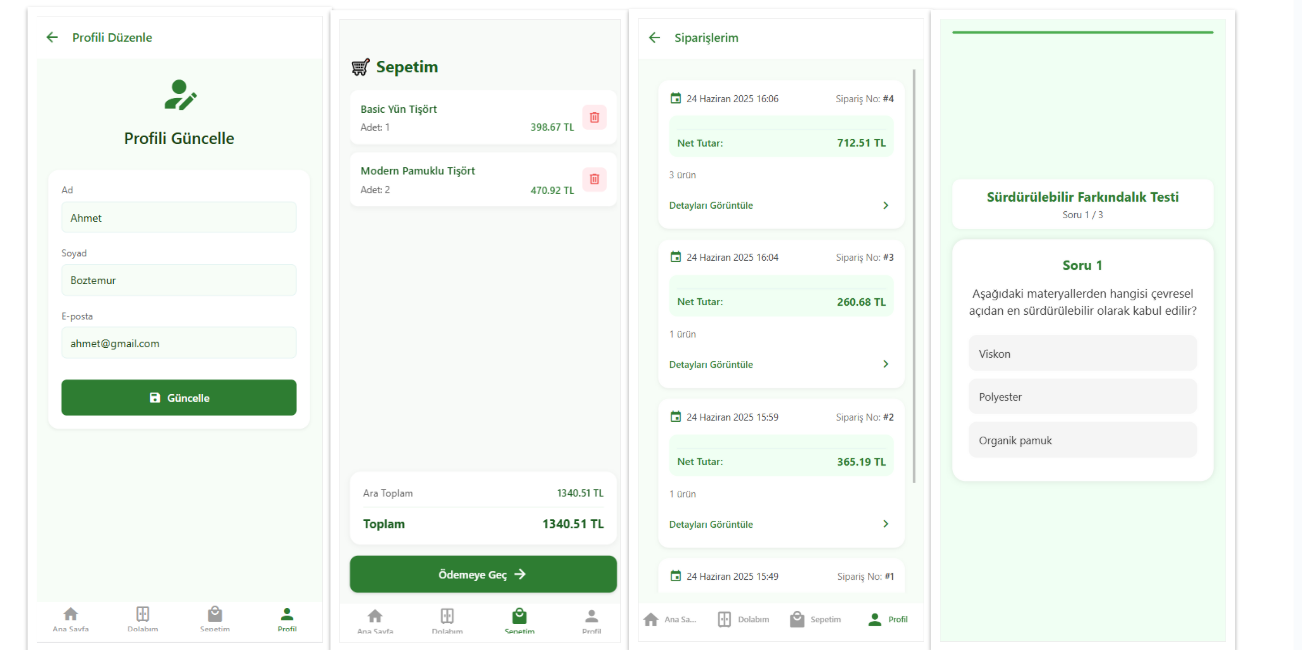 Profili Düzenle
Profili Güncelle
Ad
Ahmet
Soyad
Boztemur
E-posta
ahmet@gmail.com
Güncelle
Ana Sayfa
Dolabım
Sepetim
Profil
Sepetim
Basic Yün Tişört
Adet: 1
398.67 TL
Modern Pamuklu Tişört
Adet: 2
470.92 TL
Ara Toplam
1340.51 TL
Toplam
1340.51 TL
Ödemeye Geç
Ana Sayfa
Dolabım
Sepetim
Profil
Siparişlerim
24 Haziran 2025 16:06
Sipariş No: #4
Net Tutar:
712.51 TL
3 ürün
Detayları Görüntüle
24 Haziran 2025 16:04
Sipariş No: #3
Net Tutar:
260.68 TL
1 ürün
Detayları Görüntüle
24 Haziran 2025 15:59
Sipariş No: #2
Net Tutar:
365.19 TL
1 ürün
Detayları Görüntüle
24 Haziran 2025 15:49
Sipariş No: #1
Ana Sa...
Dolabım
Sepetim
Profil
Sürdürülebilir Farkındalık Testi
Soru 1 / 3
Soru 1
Aşağıdaki materyallerden hangisi çevresel
açıdan en sürdürülebilir olarak kabul edilir?
Viskon
Polyester
Organik pamuk